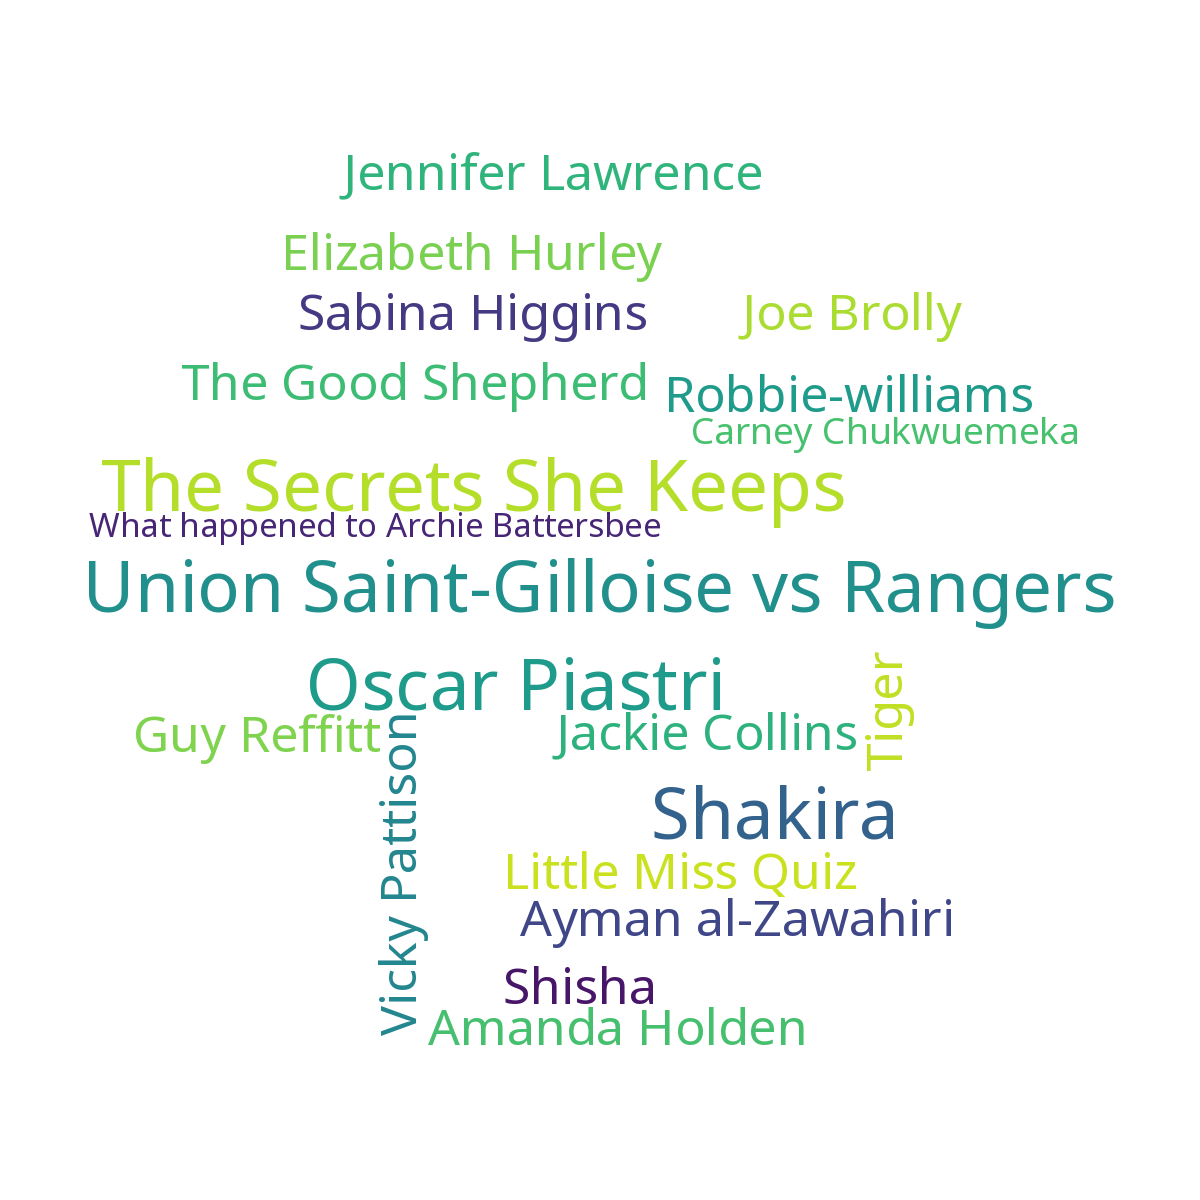 Jennifer Lawrence
Elizabeth Hurley
Sabina Higgins
Joe Brolly
The Good Shepherd
Robbie-williams
Carney Chukwuemeka
The Secrets She Keeps
What happened to Archie Battersbee
Union Saint-Gilloise vs Rangers
Oscar Piastri
Tiger
Guy Reffitt
Jackie Collins
Vicky Pattison
Shakira
Little Miss Quiz
Ayman al-Zawahiri
Shisha
Amanda Holden